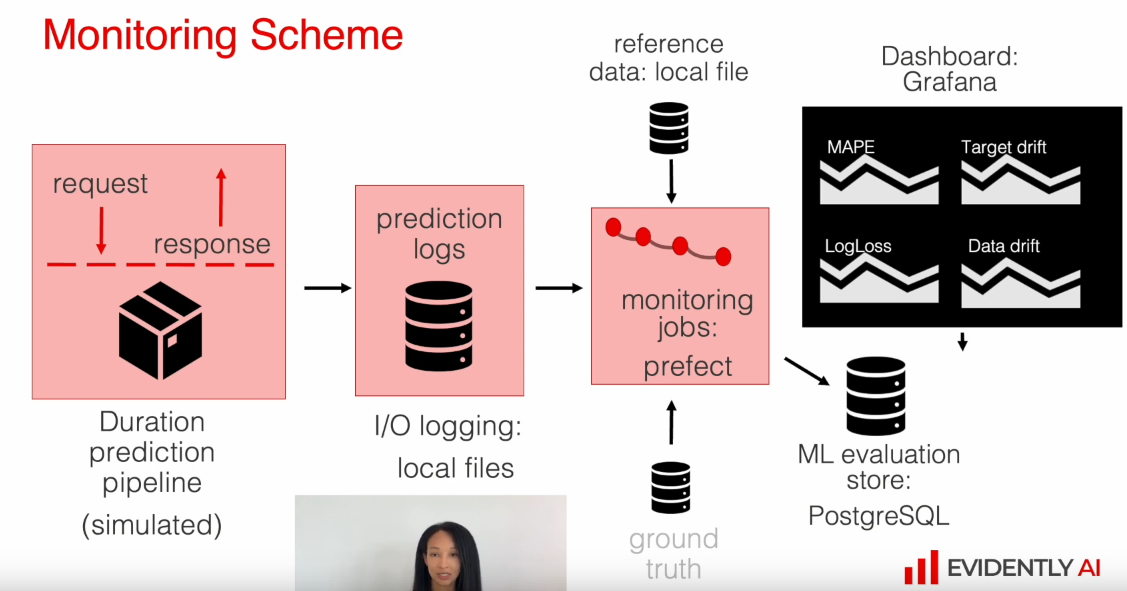 Monitoring Scheme
request
response
Duration
prediction
pipeline
(simulated)
prediction
logs
I/O logging:
local files
reference
data: local file
monitoring
jobs:
prefect
ground
truth
Dashboard:
Grafana
MAPE
Target drift
LogLoss
Data drift
ML evaluation
store:
PostgreSQL
EVIDENTLY AI